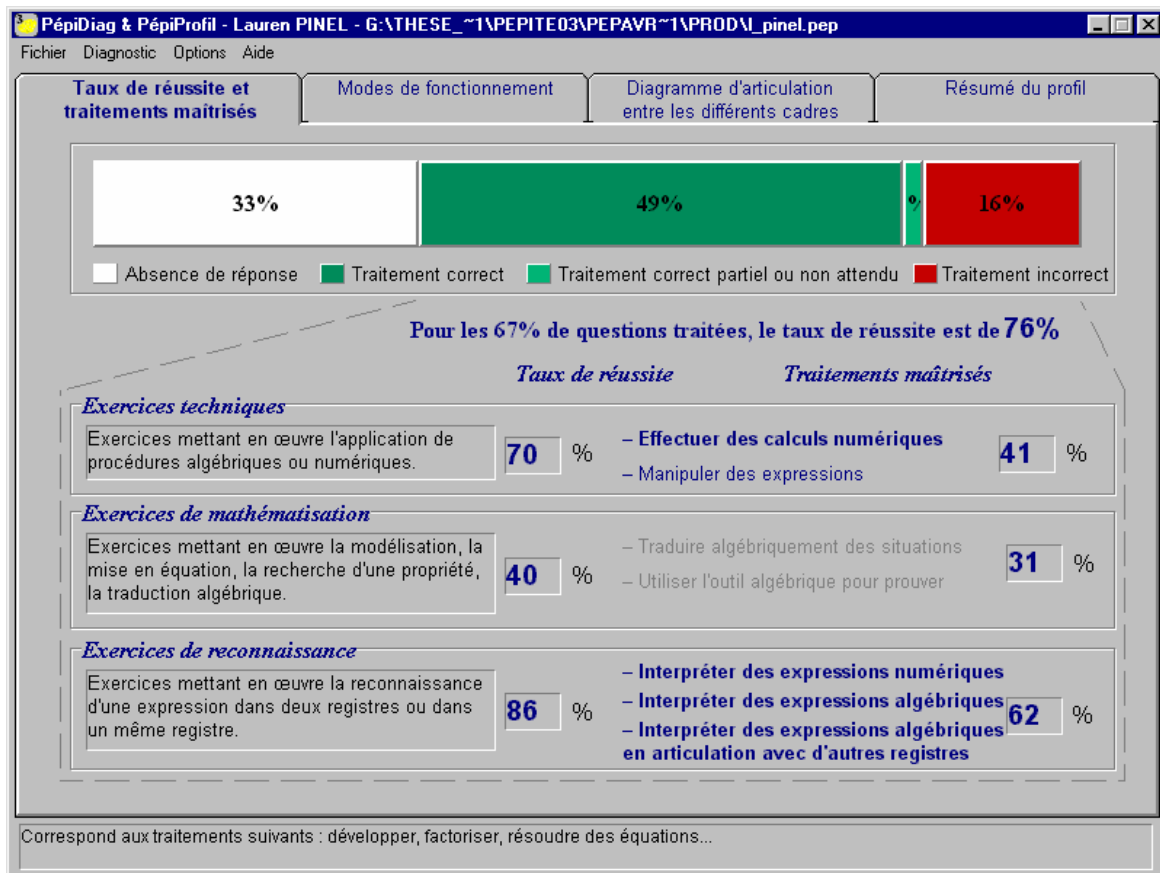 PépiDiag & PépiProfil - Lauren PINEL - G:\THESE_~1\PEPITE03\PEPAVR~1\PROD\l_pinel.pep
Fichier Diagnostic Options Aide
Taux de réussite et
traitements maîtrisés
Modes de fonctionnement
Diagramme d'articulation
entre les différents cadres
Résumé du profil
33% 49% % 16%
Absence de réponse Traitement correct Traitement correct partiel ou non attendu Traitement incorrect
Pour les 67% de questions traitées, le taux de réussite est de 76%
Taux de réussite Traitements maîtrisés
Exercices techniques
Exercices mettant en œuvre l'application de
procédures algébriques ou numériques.
70 %
– Effectuer des calculs numériques
– Manipuler des expressions
41 %
Exercices de mathématisation
Exercices mettant en œuvre la modélisation, la
mise en équation, la recherche d'une propriété,
la traduction algébrique.
40 %
– Traduire algébriquement des situations
– Utiliser l'outil algébrique pour prouver
31 %
Exercices de reconnaissance
Exercices mettant en œuvre la reconnaissance
d'une expression dans deux registres ou dans
un même registre.
86 %
– Interpréter des expressions numériques
– Interpréter des expressions algébriques
– Interpréter des expressions algébriques
en articulation avec d'autres registres
62 %
Correspond aux traitements suivants : développer, factoriser, résoudre des équations...